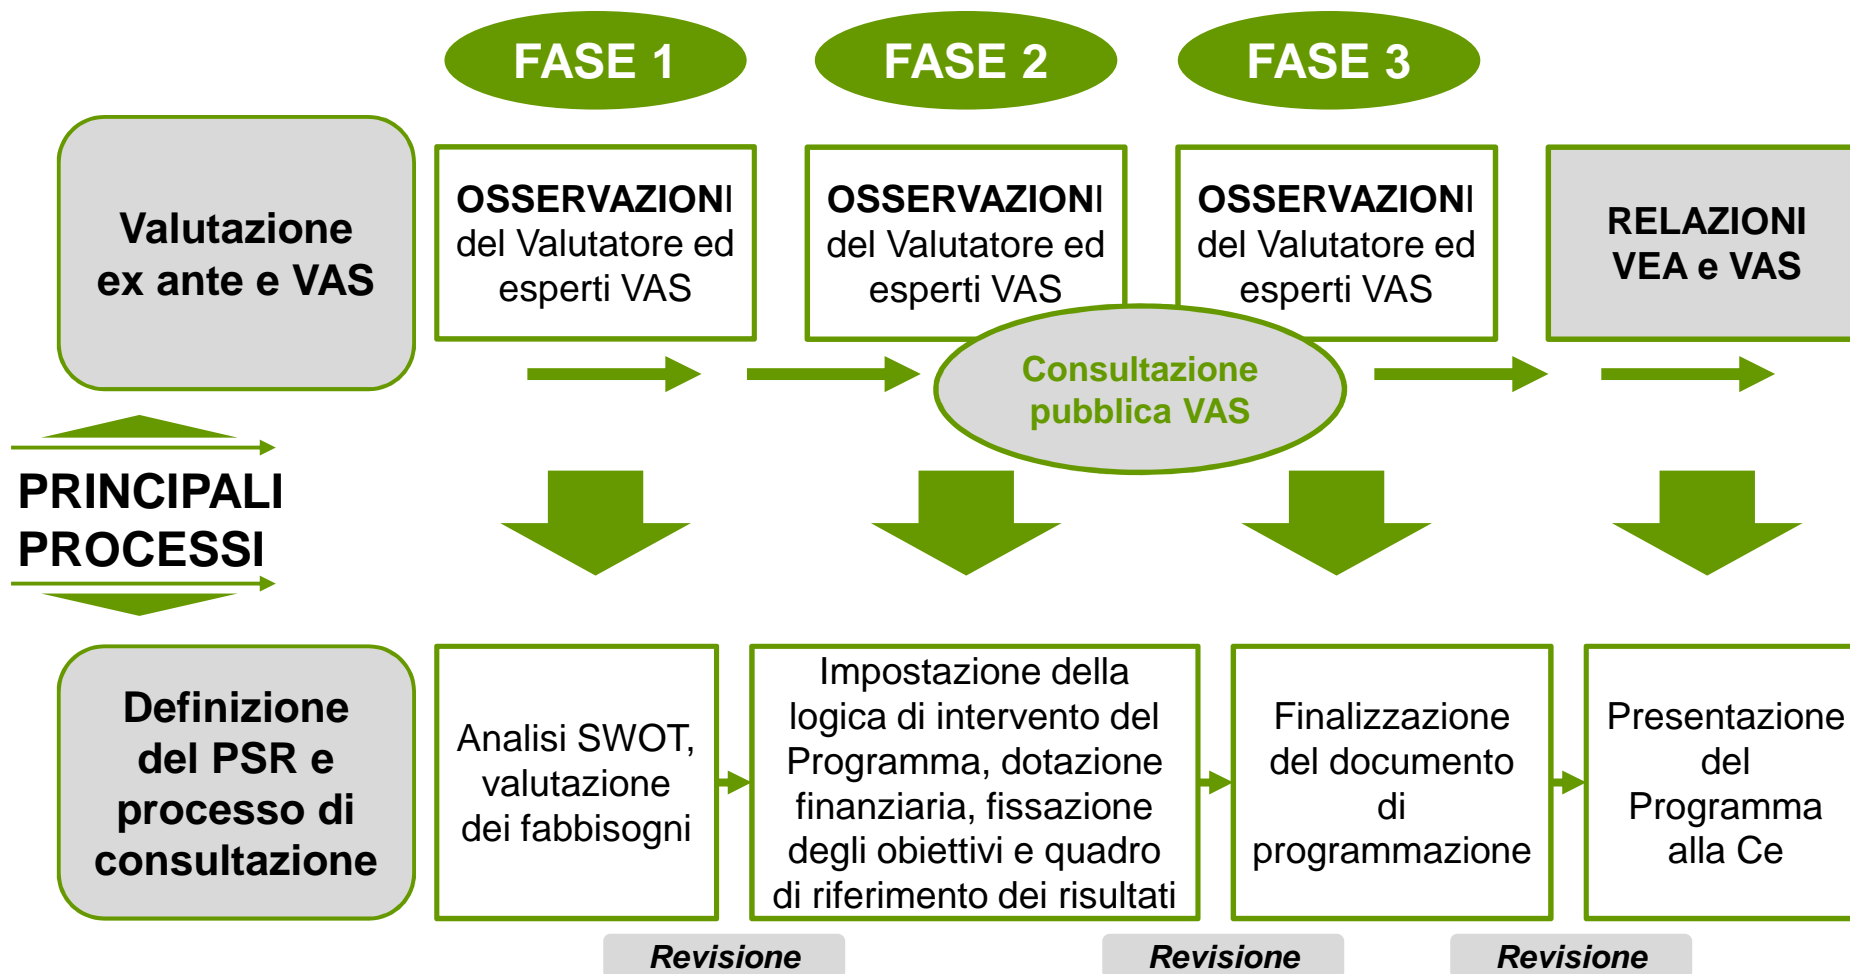 FASE 1
FASE 2
FASE 3
Valutazione
ex ante e VAS
OSSERVAZIONI
del Valutatore ed
esperti VAS
OSSERVAZIONI
del Valutatore ed
esperti VAS
OSSERVAZIONI
del Valutatore ed
esperti VAS
RELAZIONI
VEA e VAS
Consultazione
pubblica VAS
PRINCIPALI
PROCESSI
Definizione
del PSR e
processo di
consultazione
Analisi SWOT,
valutazione
dei fabbisogni
Impostazione della
logica di intervento del
Programma, dotazione
finanziaria, fissazione
degli obiettivi e quadro
di riferimento dei risultati
Finalizzazione
del documento
di
programmazione
Presentazione
del
Programma
alla Ce
Revisione
Revisione
Revisione